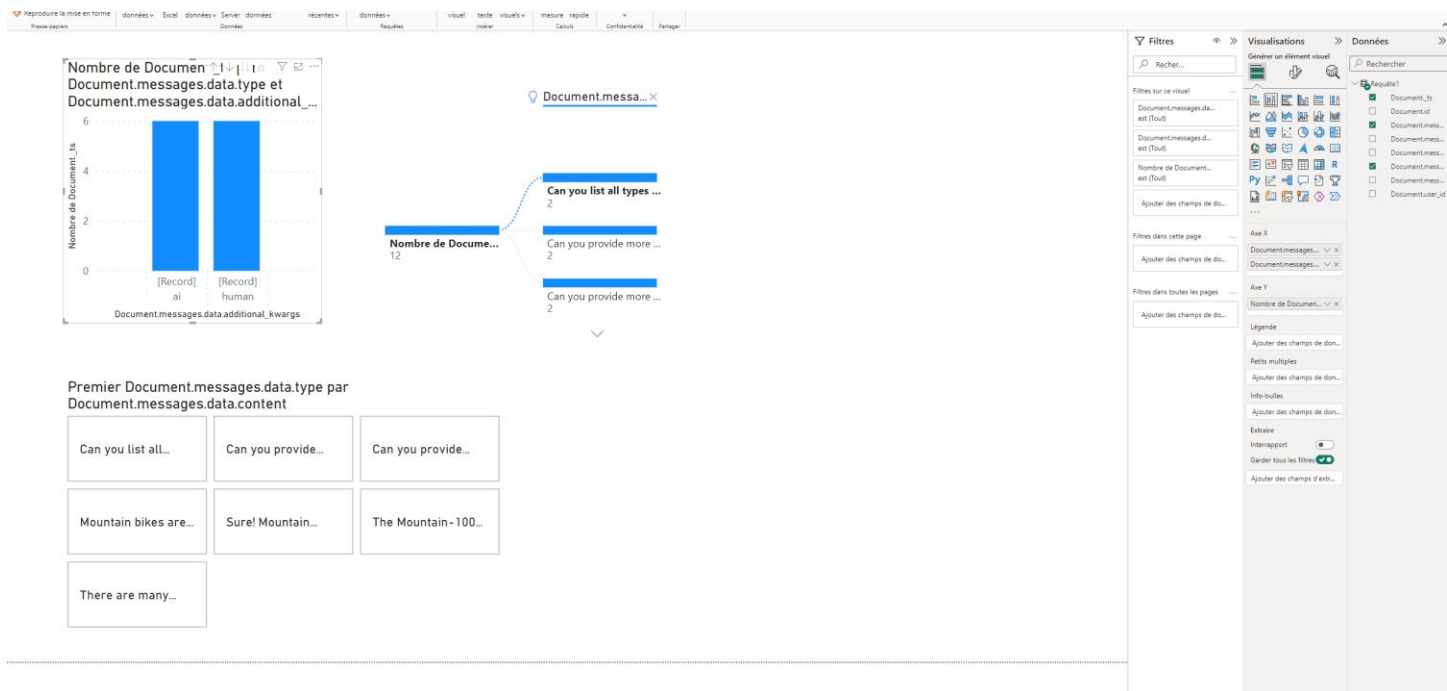 Reproduire la mise en forme
données Excel données Server données récentes données visuel texte visuels mesure rapide
Presse-papiers Données Requêtes Insérer Calculs Confidentialité Partager
Nombre de Documen
Document.messages.data.type et
Document.messages.data.additional_...
6
4
2
0
Nombre de Document_ts
[Record] [Record]
ai human
Document.messages.data.additional_kwargs
Document.messa...
Nombre de Docume...
12
Can you list all types ...
2
Can you provide more ...
2
Can you provide more ...
2
Premier Document.messages.data.type par
Document.messages.data.content
Can you list all... Can you provide... Can you provide...
Mountain bikes are... Sure! Mountain... The Mountain-100...
There are many...
Filtres
Recher...
Filtres sur ce visuel ...
Document.messages.da...
est (Tout)
Document.messages.d...
est (Tout)
Nombre de Document...
est (Tout)
Ajouter des champs de do...
Filtres dans cette page ...
Ajouter des champs de do...
Filtres dans toutes les pages ...
Ajouter des champs de do...
Visualisations
Générer un élément visuel
R
Py
...
Axe X
Document.messages...
Document.messages...
Axe Y
Nombre de Documen...
Légende
Ajouter des champs de don...
Petits multiples
Ajouter des champs de don...
Info-bulles
Ajouter des champs de don...
Extraire
Interrapport
Garder tous les filtres
Ajouter des champs d'extr...
Données
Rechercher
Requête1
Document_ts
Document.id
Document.mess...
Document.mess...
Document.mess...
Document.mess...
Document.mess...
Document.user_id